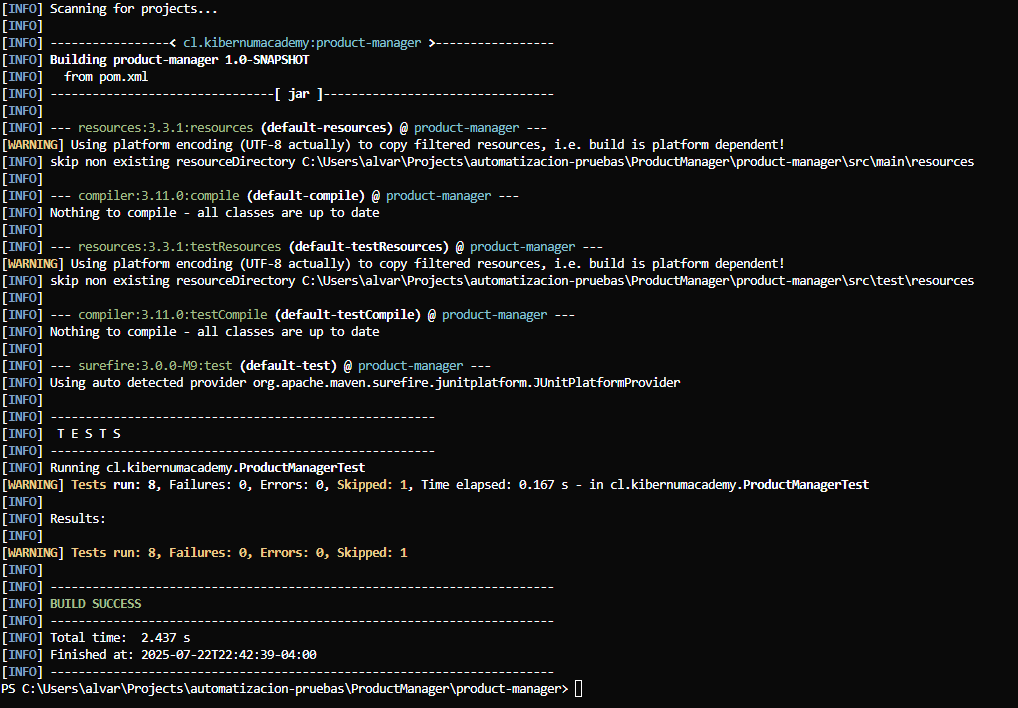 [INFO] Scanning for projects...
[INFO]
[INFO] -----------------< cl.kibernumacademy:product-manager >-----------------
[INFO] Building product-manager 1.0-SNAPSHOT
[INFO]   from pom.xml
[INFO] --------------------------------[ jar ]---------------------------------
[INFO]
[INFO] --- resources:3.3.1:resources (default-resources) @ product-manager ---
[WARNING] Using platform encoding (UTF-8 actually) to copy filtered resources, i.e. build is platform dependent!
[INFO] skip non existing resourceDirectory C:\Users\alvar\Projects\automatizacion-pruebas\ProductManager\product-manager\src\main\resources
[INFO]
[INFO] --- compiler:3.11.0:compile (default-compile) @ product-manager ---
[INFO] Nothing to compile - all classes are up to date
[INFO]
[INFO] --- resources:3.3.1:testResources (default-testResources) @ product-manager ---
[WARNING] Using platform encoding (UTF-8 actually) to copy filtered resources, i.e. build is platform dependent!
[INFO] skip non existing resourceDirectory C:\Users\alvar\Projects\automatizacion-pruebas\ProductManager\product-manager\src\test\resources
[INFO]
[INFO] --- compiler:3.11.0:testCompile (default-testCompile) @ product-manager ---
[INFO] Nothing to compile - all classes are up to date
[INFO]
[INFO] --- surefire:3.0.0-M9:test (default-test) @ product-manager ---
[INFO] Using auto detected provider org.apache.maven.surefire.junitplatform.JUnitPlatformProvider
[INFO]
[INFO] -------------------------------------------------------
[INFO]  T E S T S
[INFO] -------------------------------------------------------
[INFO] Running cl.kibernumacademy.ProductManagerTest
[WARNING] Tests run: 8, Failures: 0, Errors: 0, Skipped: 1, Time elapsed: 0.167 s - in cl.kibernumacademy.ProductManagerTest
[INFO]
[INFO] Results:
[INFO]
[WARNING] Tests run: 8, Failures: 0, Errors: 0, Skipped: 1
[INFO]
[INFO] ------------------------------------------------------------------------
[INFO] BUILD SUCCESS
[INFO] ------------------------------------------------------------------------
[INFO] Total time:  2.437 s
[INFO] Finished at: 2025-07-22T22:42:39-04:00
[INFO] ------------------------------------------------------------------------
PS C:\Users\alvar\Projects\automatizacion-pruebas\ProductManager\product-manager>